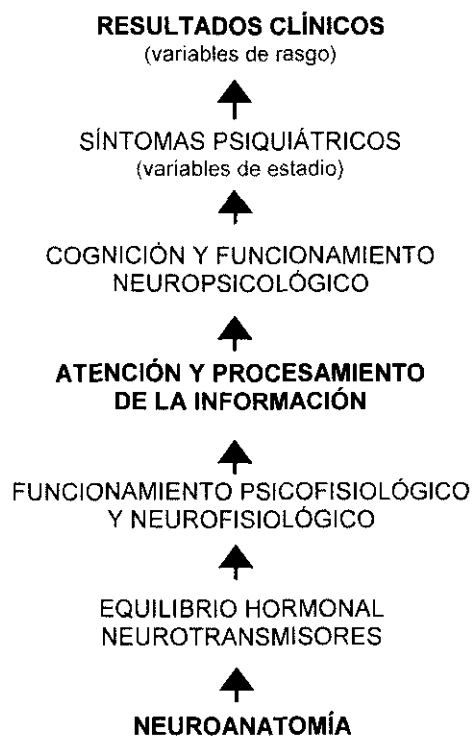 RESULTADOS CLÍNICOS
(variables de rasgo)
SÍNTOMAS PSIQUIÁTRICOS
(variables de estadio)
COGNICIÓN Y FUNCIONAMIENTO
NEUROPSICOLÓGICO
ATENCIÓN Y PROCESAMIENTO
DE LA INFORMACIÓN
FUNCIONAMIENTO PSICOFISIOLÓGICO
Y NEUROFISIOLÓGICO
EQUILIBRIO HORMONAL
NEUROTRANSMISORES
NEUROANATOMÍA